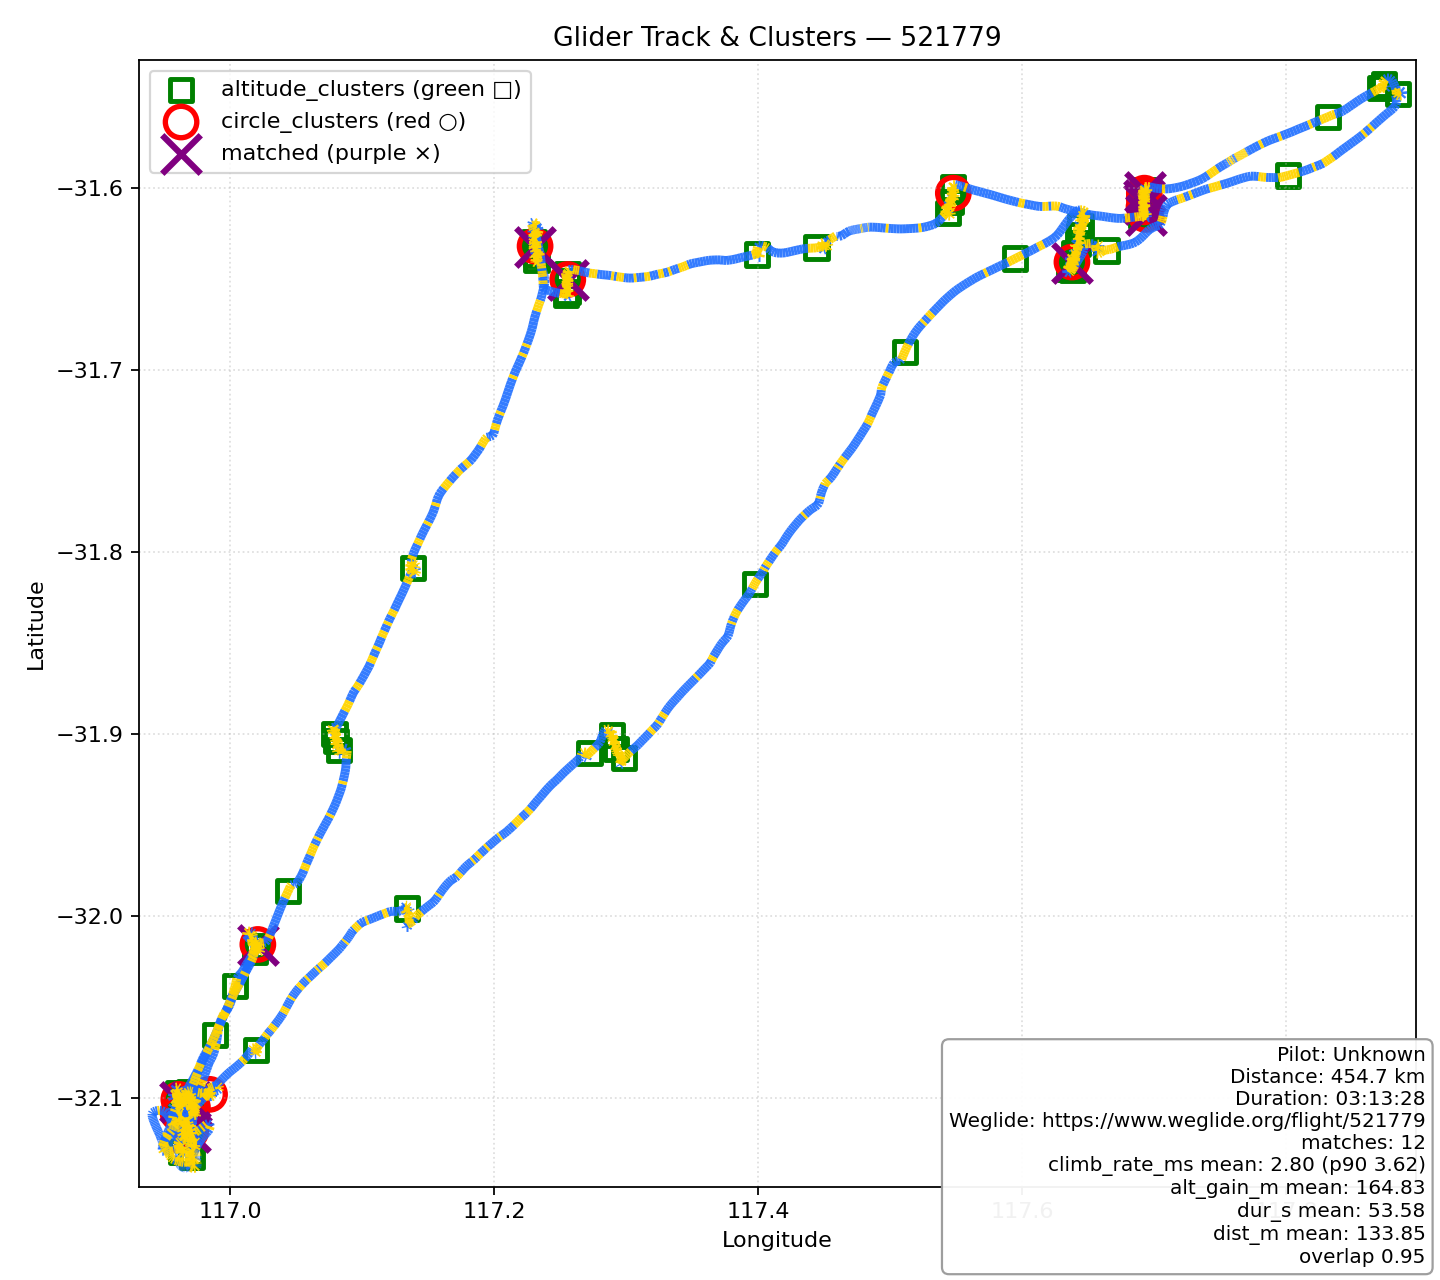 Glider Track & Clusters — 521779
altitude_clusters (green □)
circle_clusters (red ○)
matched (purple ×)
−31.6
−31.7
−31.8
−31.9
−32.0
−32.1
Latitude
117.0
117.2
117.4
117.6
Longitude
Pilot: Unknown
Distance: 454.7 km
Duration: 03:13:28
Weglide: https://www.weglide.org/flight/521779
matches: 12
climb_rate_ms mean: 2.80 (p90 3.62)
alt_gain_m mean: 164.83
dur_s mean: 53.58
dist_m mean: 133.85
overlap 0.95